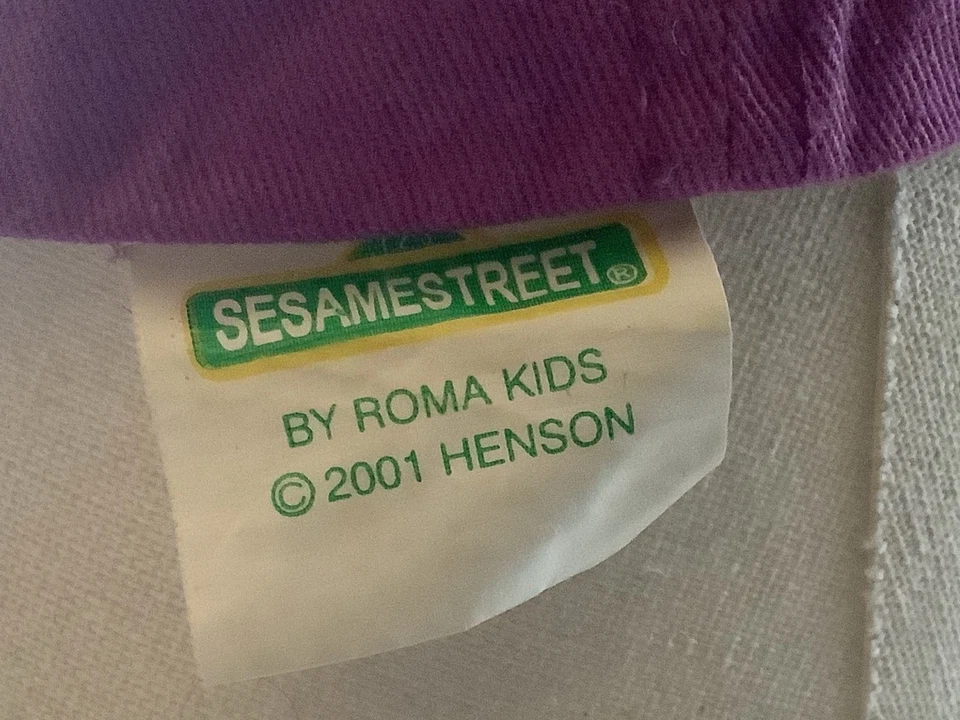 SESAMESTREET®
BY ROMA KIDS
© 2001 HENSON